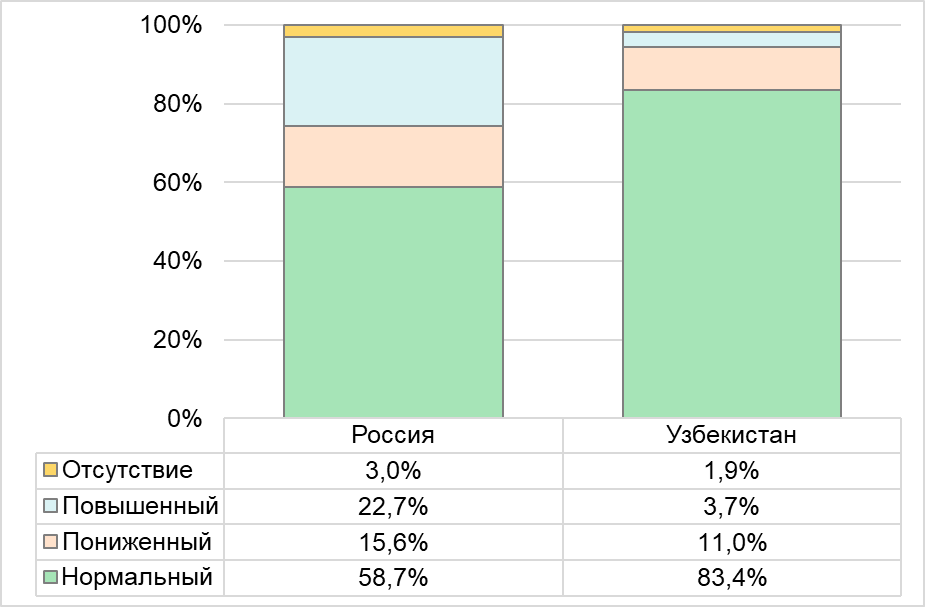 100%
80%
60%
40%
20%
0%
Россия Узбекистан
Отсутствие 3,0% 1,9%
Повышенный 22,7% 3,7%
Пониженный 15,6% 11,0%
Нормальный 58,7% 83,4%